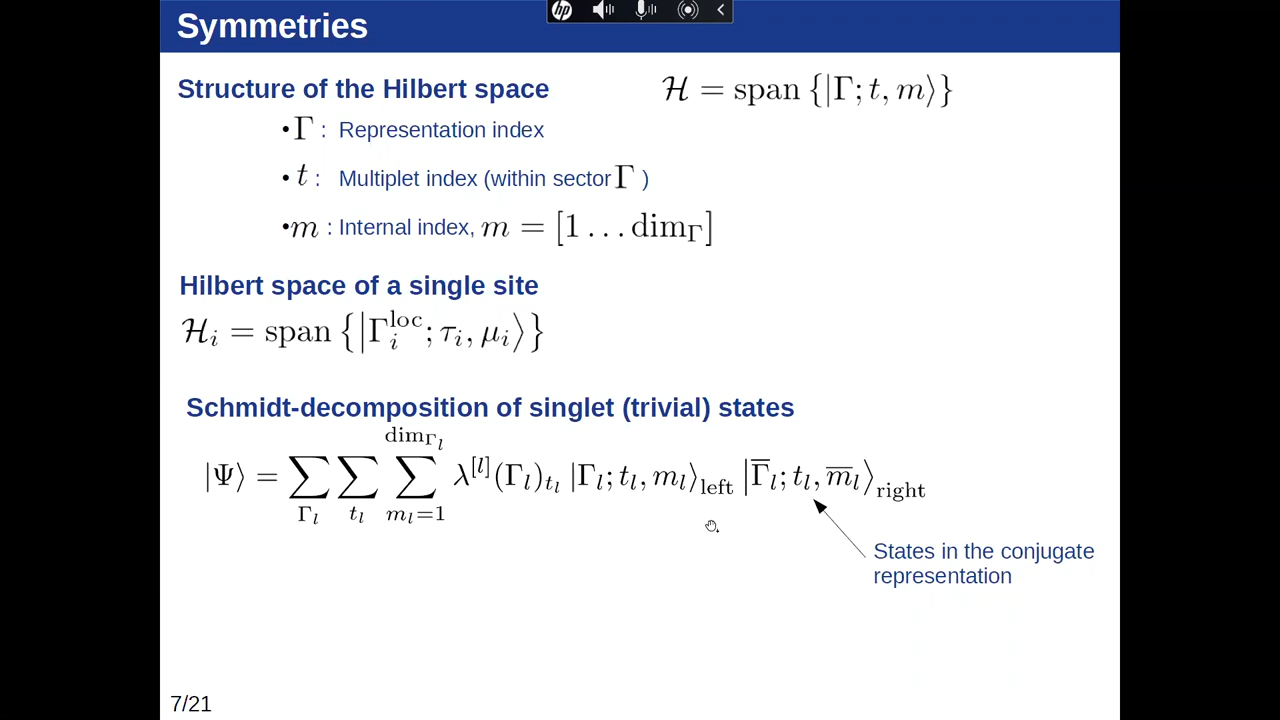 Symmetries
Structure of the Hilbert space
ℋ = span {|Γ; t, m⟩}
•Γ : Representation index
• t : Multiplet index (within sector Γ )
•m : Internal index, m = [1 … dim_Γ]
Hilbert space of a single site
ℋ_i = span {|Γ_i^loc; τ_i, μ_i⟩}
Schmidt-decomposition of singlet (trivial) states
|Ψ⟩ = ∑_{Γ_l} ∑_{t_l} ∑_{m_l=1}^{dim_{Γ_l}} λ^{[l]}(Γ_l)_{t_l} |Γ_l; t_l, m_l⟩_left |Γ̅_l; t_l, m̅_l⟩_right
States in the conjugate
representation
7/21
hp